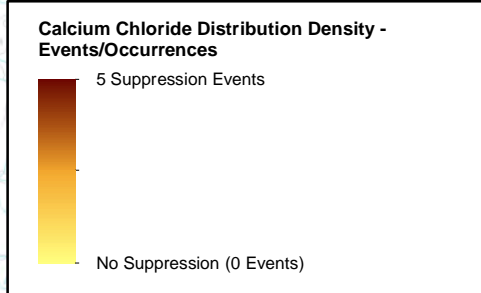 Calcium Chloride Distribution Density -
Events/Occurrences
5 Suppression Events
No Suppression (0 Events)